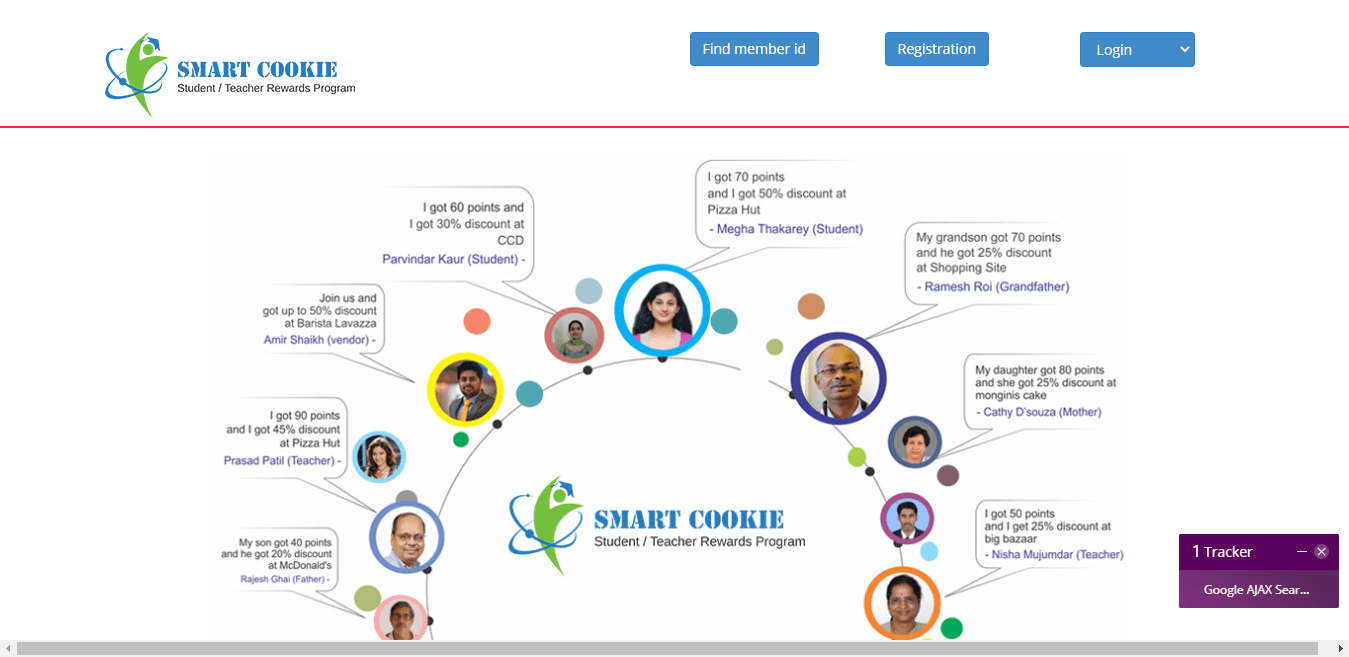 Find member id
Registration
Login
SMART COOKIE
Student / Teacher Rewards Program
I got 70 points
and I got 50% discount at
Pizza Hut
- Megha Thakarey (Student)
I got 60 points and
I got 30% discount at
CCD
Parvindar Kaur (Student) -
My grandson got 70 points
and he got 25% discount
at Shopping Site
- Ramesh Roi (Grandfather)
Join us and
got up to 50% discount
at Barista Lavazza
Amir Shaikh (vendor) -
My daughter got 80 points
and she got 25% discount at
monginis cake
- Cathy D'souza (Mother)
I got 90 points
and I got 45% discount
at Pizza Hut
Prasad Patil (Teacher) -
SMART COOKIE
Student / Teacher Rewards Program
I got 50 points
and I get 25% discount at
big bazaar
- Nisha Mujumdar (Teacher)
My son got 40 points
and he got 20% discount
at McDonald's
Rajesh Ghai (Father) -
1 Tracker
Google AJAX Sear...